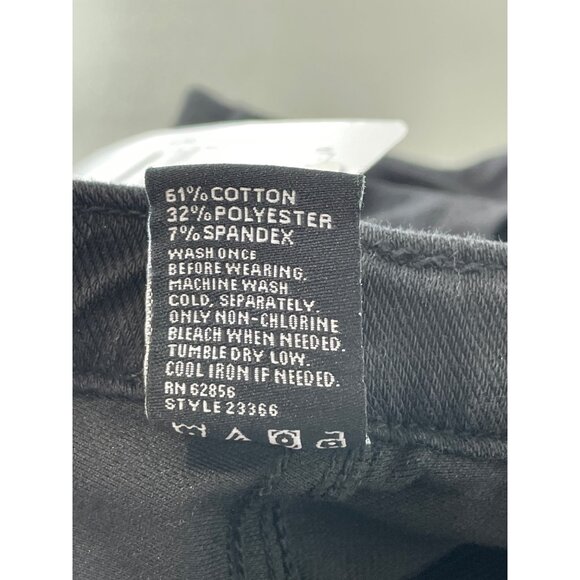 61% COTTON
32% POLYESTER
7% SPANDEX
WASH ONCE
BEFORE WEARING.
MACHINE WASH
COLD, SEPARATELY.
ONLY NON-CHLORINE
BLEACH WHEN NEEDED.
TUMBLE DRY LOW.
COOL IRON IF NEEDED.
RN 62856
STYLE 23366